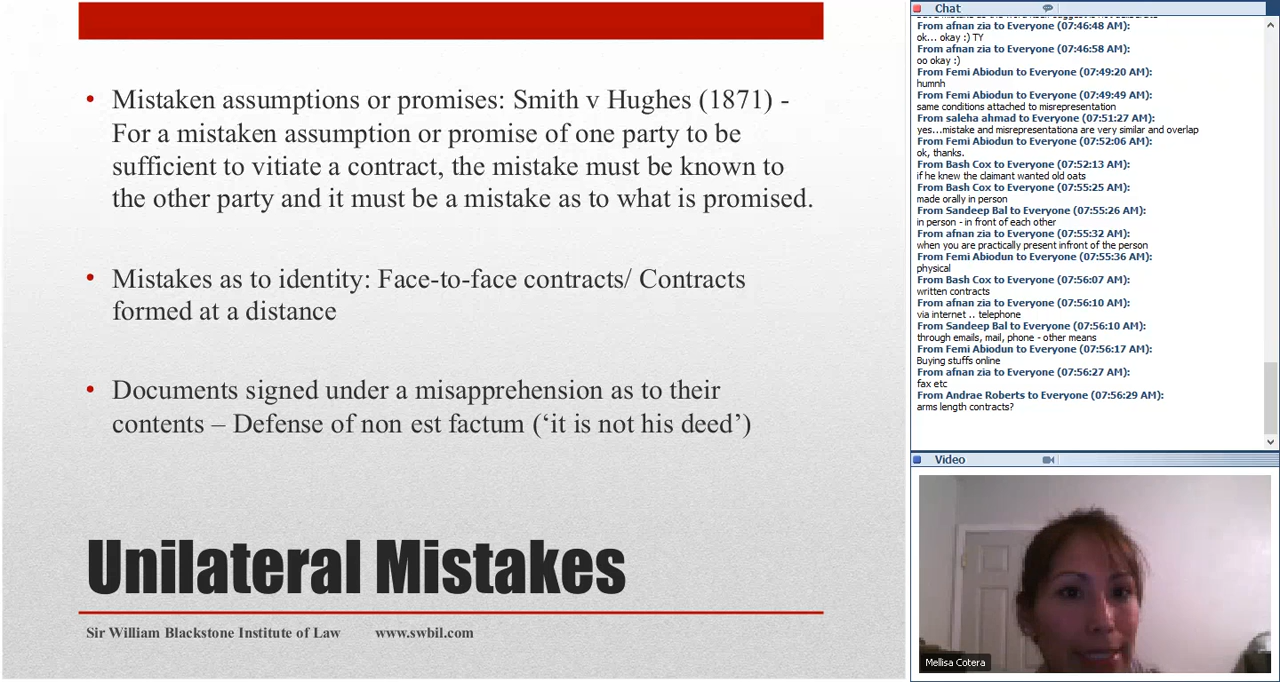 • Mistaken assumptions or promises: Smith v Hughes (1871) -
For a mistaken assumption or promise of one party to be
sufficient to vitiate a contract, the mistake must be known to
the other party and it must be a mistake as to what is promised.
• Mistakes as to identity: Face-to-face contracts/ Contracts
formed at a distance
• Documents signed under a misapprehension as to their
contents – Defense of non est factum (‘it is not his deed’)
Unilateral Mistakes
Sir William Blackstone Institute of Law www.swbil.com
Chat
From afnan zia to Everyone (07:46:48 AM):
ok... okay :) TY
From afnan zia to Everyone (07:46:58 AM):
oo okay :)
From Femi Abiodun to Everyone (07:49:20 AM):
humnh
From Femi Abiodun to Everyone (07:49:49 AM):
same conditions attached to misrepresentation
From saleha ahmad to Everyone (07:51:27 AM):
yes...mistake and misrepresentationa are very similar and overlap
From Femi Abiodun to Everyone (07:52:06 AM):
ok, thanks.
From Bash Cox to Everyone (07:52:13 AM):
if he knew the claimant wanted old oats
From Bash Cox to Everyone (07:55:25 AM):
made orally in person
From Sandeep Bal to Everyone (07:55:26 AM):
in person - in front of each other
From afnan zia to Everyone (07:55:32 AM):
when you are practically present infront of the person
From Femi Abiodun to Everyone (07:55:36 AM):
physical
From Bash Cox to Everyone (07:56:07 AM):
written contracts
From afnan zia to Everyone (07:56:10 AM):
via internet .. telephone
From Sandeep Bal to Everyone (07:56:10 AM):
through emails, mail, phone - other means
From Femi Abiodun to Everyone (07:56:17 AM):
Buying stuffs online
From afnan zia to Everyone (07:56:27 AM):
fax etc
From Andrae Roberts to Everyone (07:56:29 AM):
arms length contracts?
Video
Mellisa Cotera